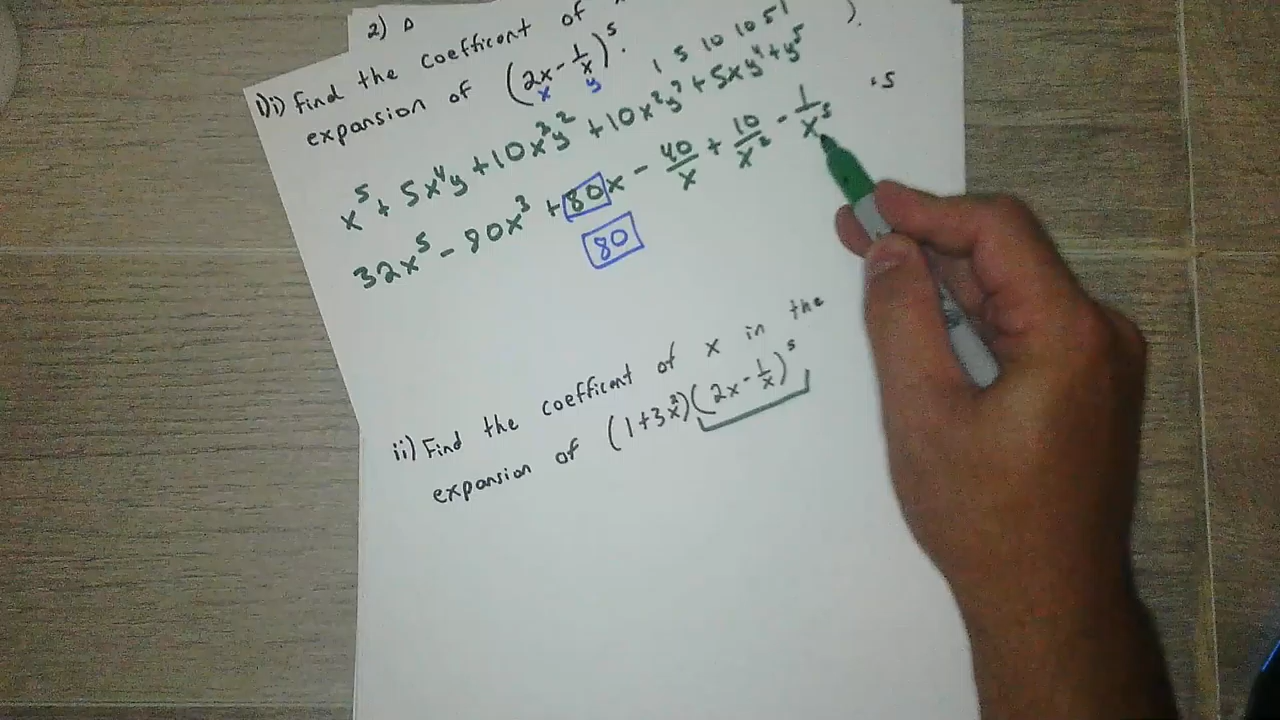 2)
1)i) Find the coefficent of
expansion of (2x - 1/x)^5.
x y
1 5 10 10 5 1
x^5 + 5x^4y + 10x^3y^2 + 10x^2y^3 + 5xy^4 + y^5
32x^5 - 80x^3 + 80x - 40/x + 10/x^2 - 1/x^5
80
ii) Find the coefficent of x in the
expansion of (1+3x^2)(2x - 1/x)^5